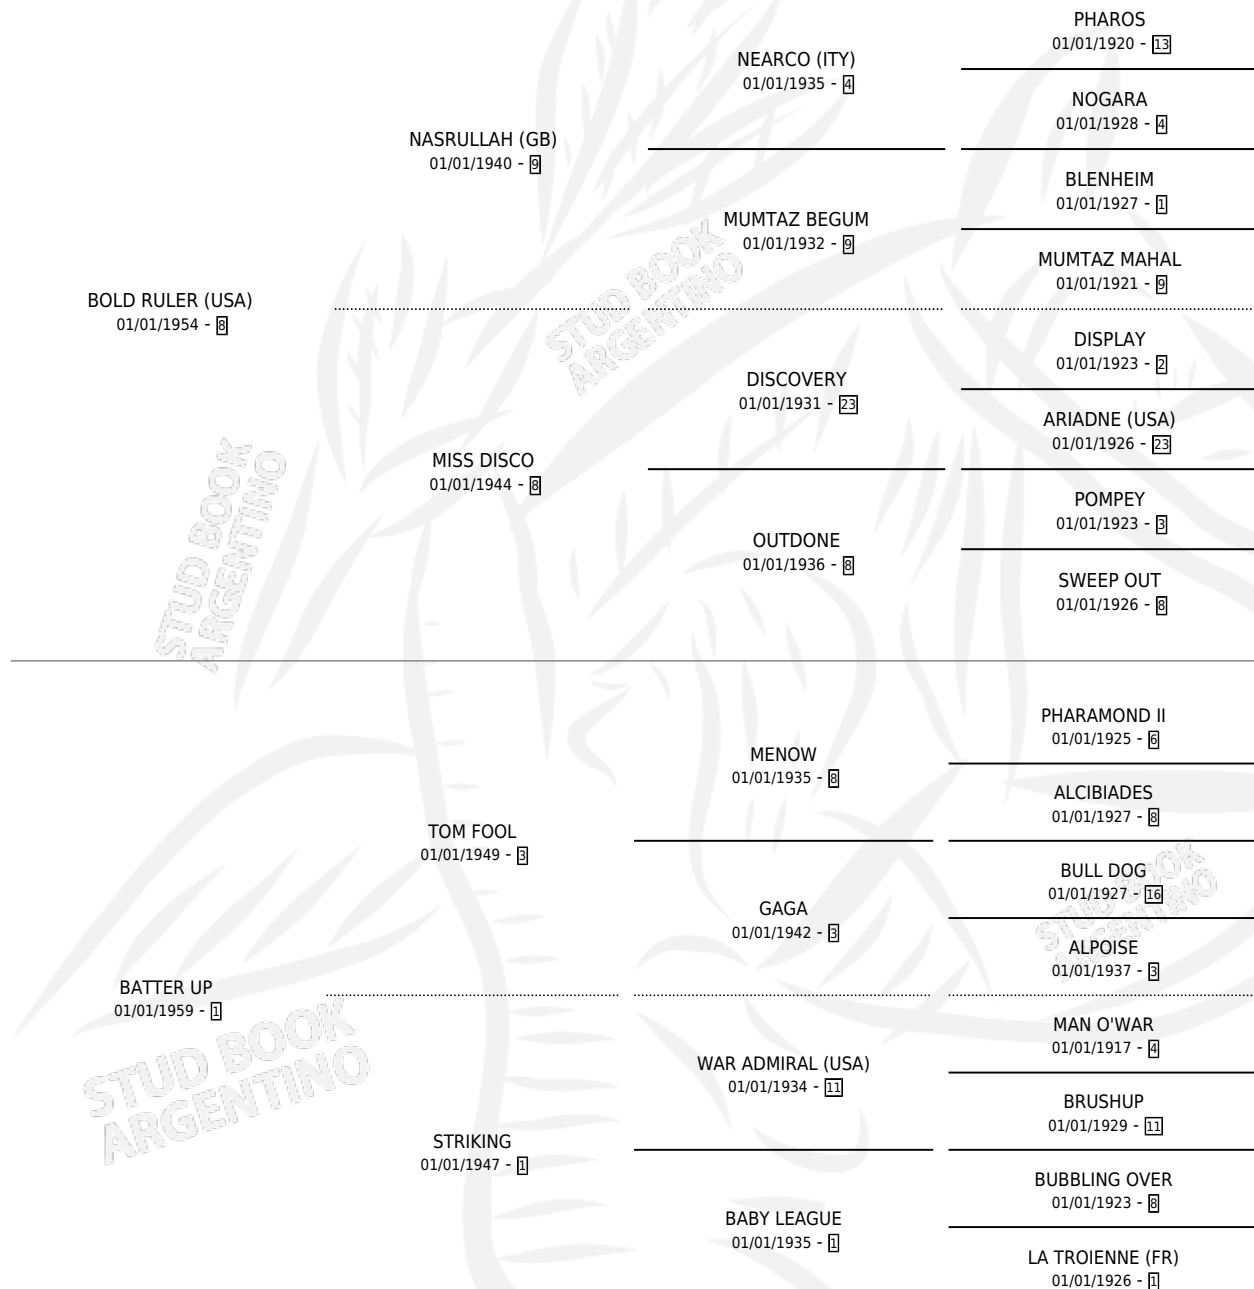 PHAROS
01/01/1920 - 13
NEARCO (ITY)
01/01/1935 - 4
NOGARA
01/01/1928 - 4
NASRULLAH (GB)
01/01/1940 - 9
BLENHEIM
01/01/1927 - 1
MUMTAZ BEGUM
01/01/1932 - 9
MUMTAZ MAHAL
01/01/1921 - 9
BOLD RULER (USA)
01/01/1954 - 8
STUD BOOK
ARGENTINO
DISPLAY
01/01/1923 - 2
DISCOVERY
01/01/1931 - 23
ARIADNE (USA)
01/01/1926 - 23
MISS DISCO
01/01/1944 - 8
POMPEY
01/01/1923 - 3
OUTDONE
01/01/1936 - 8
SWEEP OUT
01/01/1926 - 8
STUD BOOK
ARGENTINO
PHARAMOND II
01/01/1925 - 6
MENOW
01/01/1935 - 8
ALCIBIADES
01/01/1927 - 8
TOM FOOL
01/01/1949 - 3
BULL DOG
01/01/1927 - 16
GAGA
01/01/1942 - 3
STUD BOOK
ARGENTINO
ALPOISE
01/01/1937 - 3
BATTER UP
01/01/1959 - 1
STUD BOOK
ARGENTINO
MAN O'WAR
01/01/1917 - 4
WAR ADMIRAL (USA)
01/01/1934 - 11
BRUSHUP
01/01/1929 - 11
STRIKING
01/01/1947 - 1
BUBBLING OVER
01/01/1923 - 8
BABY LEAGUE
01/01/1935 - 1
LA TROIENNE (FR)
01/01/1926 - 1